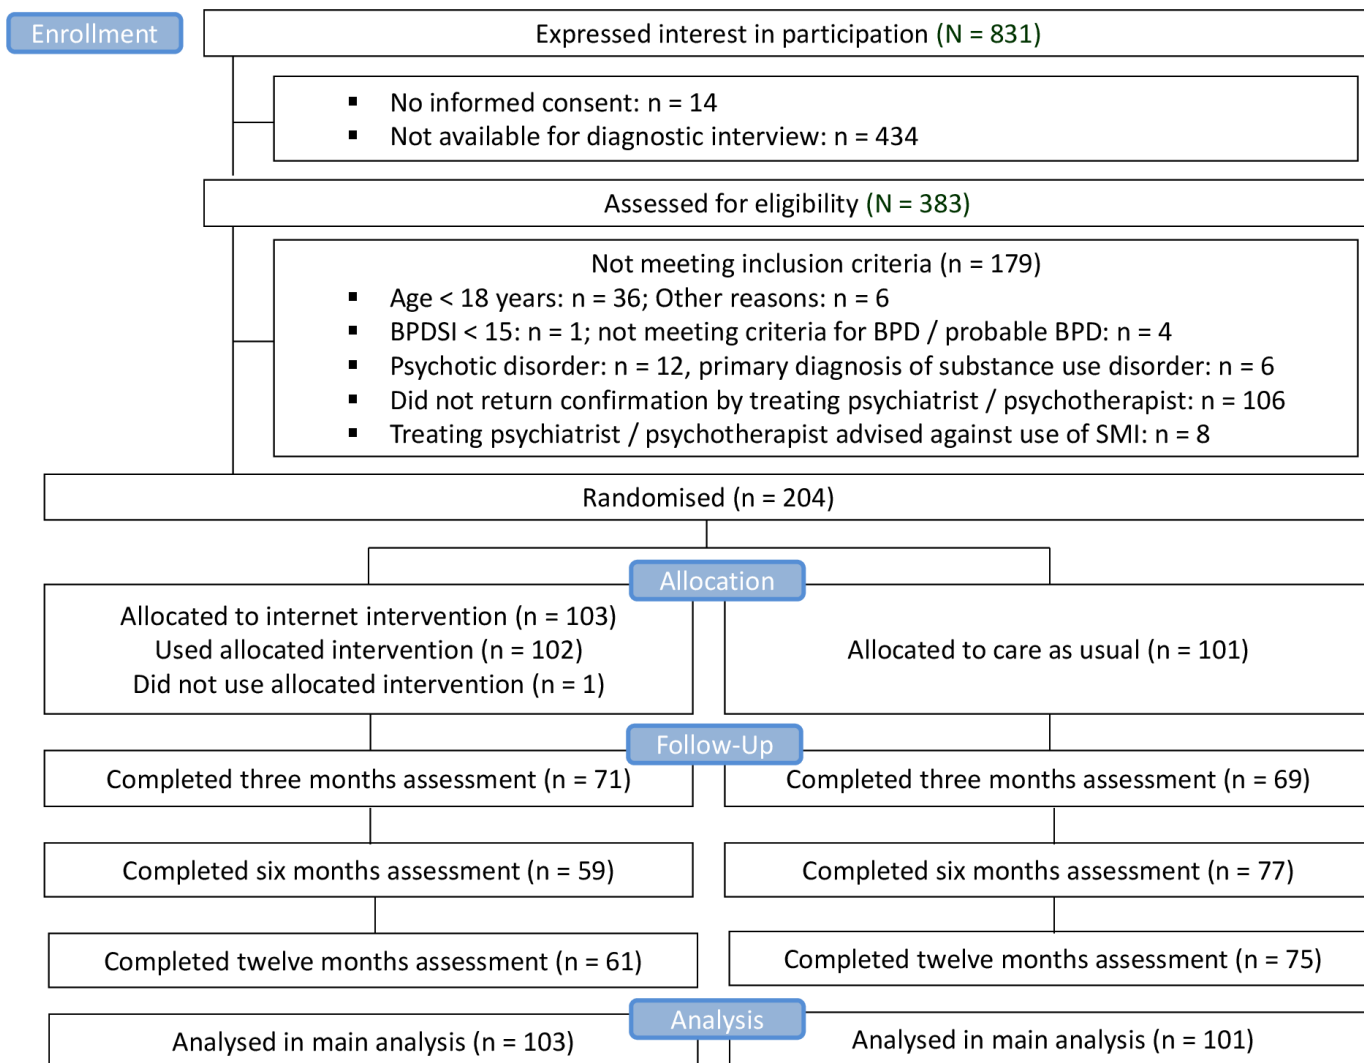 Enrollment
Expressed interest in participation (N = 831)
▪ No informed consent: n = 14
▪ Not available for diagnostic interview: n = 434
Assessed for eligibility (N = 383)
Not meeting inclusion criteria (n = 179)
▪ Age < 18 years: n = 36; Other reasons: n = 6
▪ BPDSI < 15: n = 1; not meeting criteria for BPD / probable BPD: n = 4
▪ Psychotic disorder: n = 12, primary diagnosis of substance use disorder: n = 6
▪ Did not return confirmation by treating psychiatrist / psychotherapist: n = 106
▪ Treating psychiatrist / psychotherapist advised against use of SMI: n = 8
Randomised (n = 204)
Allocation
Allocated to internet intervention (n = 103)
Used allocated intervention (n = 102)
Did not use allocated intervention (n = 1)
Allocated to care as usual (n = 101)
Follow-Up
Completed three months assessment (n = 71)
Completed three months assessment (n = 69)
Completed six months assessment (n = 59)
Completed six months assessment (n = 77)
Completed twelve months assessment (n = 61)
Completed twelve months assessment (n = 75)
Analysis
Analysed in main analysis (n = 103)
Analysed in main analysis (n = 101)